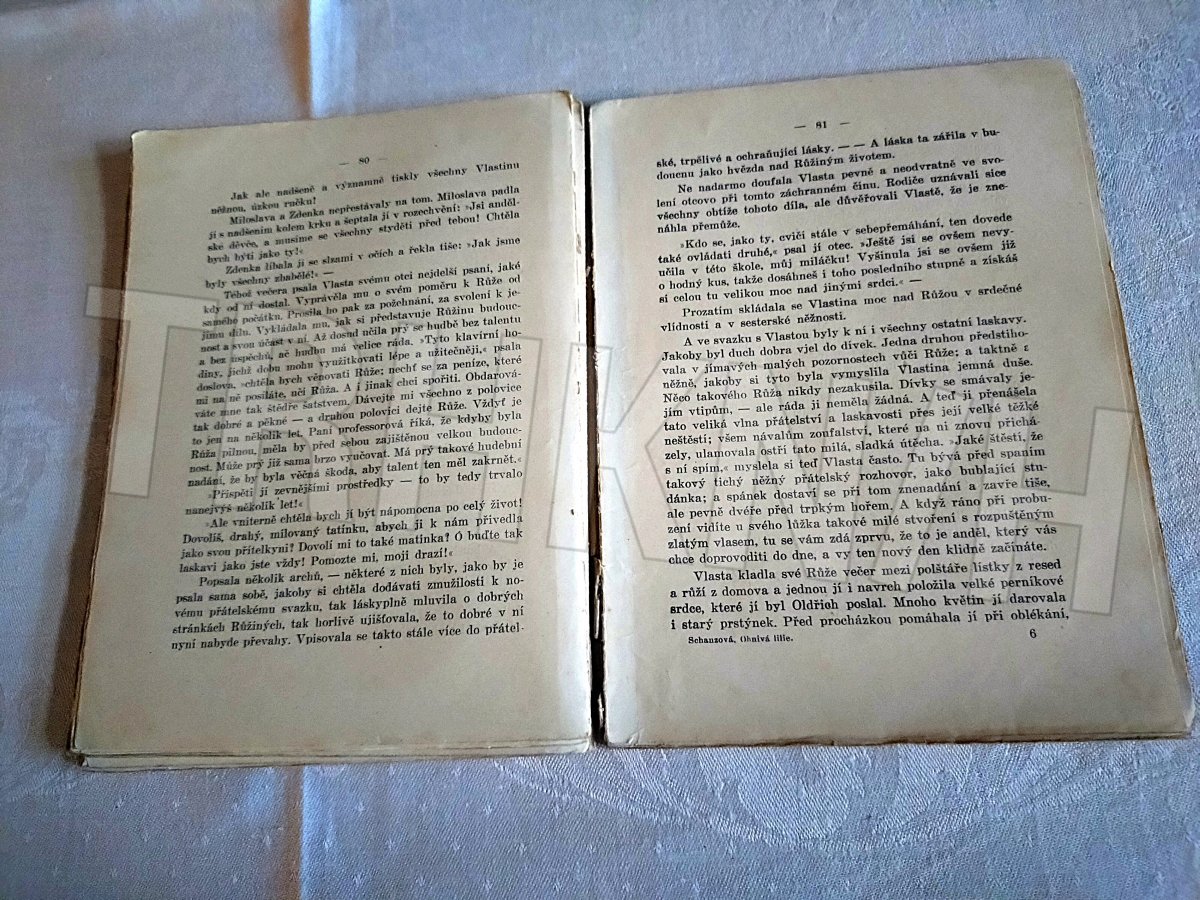 — 80 —
Jak ale nadšeně a významně tiskly všechny Vlastinu
něžnou, úzkou ručku!
Miloslava a Zdenka nepřestávaly na tom. Miloslava padla
jí s nadšením kolem krku a šeptala jí v rozechvění: »Jsi anděl-
ské děvče, a musíme se všechny styděti před tebou! Chtěla
bych býti jako ty!«
Zdenka líbala ji se slzami v očích a řekla tiše: »Jak jsme
byly všechny zbabělé!« —
Téhož večera psala Vlasta svému otci nejdelší psaní, jaké
kdy od ní dostal. Vyprávěla mu o svém poměru k Růže od
samého počátku. Prosila ho pak za požehnání, za svolení k je-
jímu dílu. Vykládala mu, jak si představuje Růžinu budouc-
nost a svou účast v ní. Až dosud učila prý se hudbě bez talentu
a bez úspěchů, ač hudbu má velice ráda. »Tyto klavírní ho-
diny, jichž dobu mohu využitkovati lépe a užitečněji,« psala
doslova, »chtěla bych věnovati Růže; nechť se za peníze, které
mi na ně posíláte, učí Růža. A i jinak chci spořiti. Obdarová-
váte mne tak štědře šatstvem. Dávejte mi všechno z polovice
tak dobré a pěkné — a druhou polovici dejte Růže. Vždyť je
to jen na několik let. Paní professorová říká, že kdyby byla
Růža pilnou, měla by před sebou zajištěnou velkou budouc-
nost. Může prý již sama brzo vyučovat. Má prý takové hudební
nadání, že by byla věčná škoda, aby talent ten měl zakrnět.«
»Přispěti jí zevnějšími prostředky — to by tedy trvalo
nanejvýš několik let!«
»Ale vniterně chtěla bych jí být nápomocna po celý život!
Dovolíš, drahý, milovaný tatínku, abych ji k nám přivedla
jako svou přítelkyni? Dovolí mi to také matinka? Ó buďte tak
laskavi jako jste vždy! Pomozte mi, moji drazí!«
Popsala několik archů, — některé z nich byly, jako by je
psala sama sobě, jakoby si chtěla dodávati zmužilosti k no-
vému přátelskému svazku, tak láskyplně mluvila o dobrých
stránkách Růžiných, tak horlivě ujišťovala, že to dobré v ní
nyní nabyde převahy. Vpisovala se takto stále více do přátel-
— 81 —
ské, trpělivé a ochraňující lásky. — — A láska ta zářila v bu-
doucnu jako hvězda nad Růžiným životem.
Ne nadarmo doufala Vlasta pevně a neodvratně ve svo-
lení otcovo při tomto záchranném činu. Rodiče uznávali sice
všechny obtíže tohoto díla, ale důvěřovali Vlastě, že je zne-
náhla přemůže.
»Kdo se, jako ty, cvičí stále v sebepřemáhání, ten dovede
také ovládati druhé,« psal jí otec. »Ještě jsi se ovšem nevy-
učila v této škole, můj miláčku! Vyšinula jsi se ovšem již
o hodný kus, takže dosáhneš i toho posledního stupně a získáš
si celou tu velikou moc nad jinými srdci.« —
Prozatím skládala se Vlastina moc nad Růžou v srdečné
vlídnosti a v sesterské něžnosti.
A ve svazku s Vlastou byly k ní i všechny ostatní laskavy.
Jakoby byl duch dobra vjel do dívek. Jedna druhou předstiho-
vala v jímavých malých pozornostech vůči Růže; a taktně a
něžně, jakoby si tyto byla vymyslila Vlastina jemná duše.
Něco takového Růža nikdy nezakusila. Dívky se smávaly je-
jím vtipům, — ale ráda jí neměla žádná. A teď ji přenášela
tato veliká vlna přátelství a laskavosti přes její velké těžké
neštěstí; všem návalům zoufalství, které na ni znovu přichá-
zely, ulamovala ostří tato milá, sladká útěcha. »Jaké štěstí, že
s ní spím,« myslela si teď Vlasta často. Tu bývá před spaním
takový tichý něžný přátelský rozhovor, jako bublající stu-
dánka; a spánek dostaví se při tom znenadání a zavře tiše,
ale pevně dvéře před trpkým hořem. A když ráno při probu-
zení vidíte u svého lůžka takové milé stvoření s rozpuštěným
zlatým vlasem, tu se vám zdá zprvu, že to je anděl, který vás
chce doprovoditi do dne, a vy ten nový den klidně začínáte.
Vlasta kladla své Růže večer mezi polštáře lístky z resed
a růží z domova a jednou jí i navrch položila velké perníkové
srdce, které jí byl Oldřich poslal. Mnoho květin jí darovala
i starý prstýnek. Před procházkou pomáhala jí při oblékání,
Schanzová, Ohnivá lilie.
6